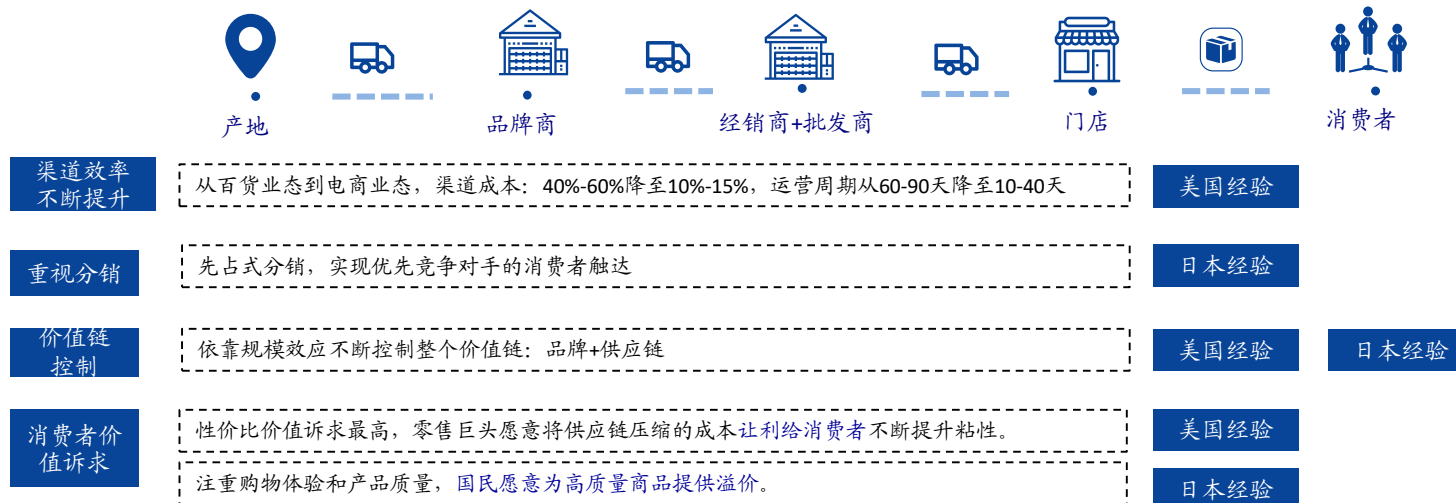 产地
品牌商
经销商+批发商
门店
消费者
渠道效率
不断提升
从百货业态到电商业态，渠道成本：40%-60%降至10%-15%，运营周期从60-90天降至10-40天
美国经验
重视分销
先占式分销，实现优先竞争对手的消费者触达
日本经验
价值链
控制
依靠规模效应不断控制整个价值链：品牌+供应链
美国经验
日本经验
消费者价
值诉求
性价比价值诉求最高，零售巨头愿意将供应链压缩的成本让利给消费者不断提升粘性。
美国经验
注重购物体验和产品质量，国民愿意为高质量商品提供溢价。
日本经验